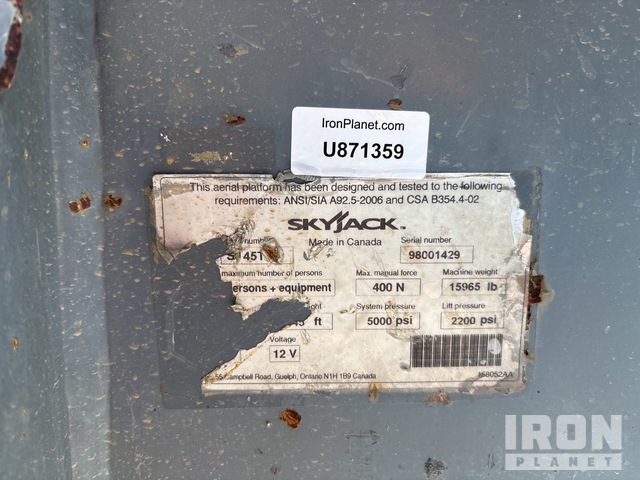 IronPlanet.com
U871359
This aerial platform has been designed and tested to the following
requirements: ANSI/SIA A92.5-2006 and CSA B354.4-02
SKYJACK
Made in Canada
Serial number
98001429
maximum number of persons
Max. manual force
Machine weight
persons + equipment
400 N
15965 lb
System pressure
Lift pressure
45 ft
5000 psi
2200 psi
Voltage
12 V
55 Campbell Road, Guelph, Ontario N1H 1B9 Canada
158052AA
IRON
PLANET